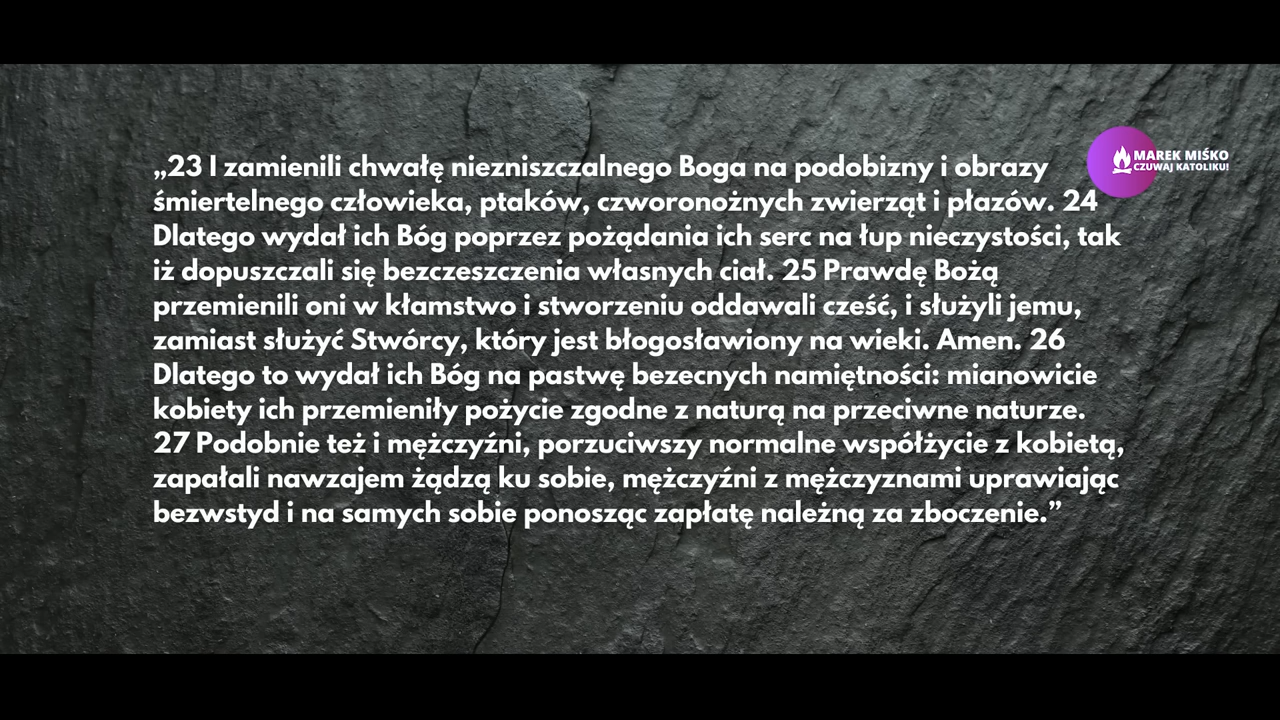 „23 I zamienili chwałę niezniszczalnego Boga na podobizny i obrazy
śmiertelnego człowieka, ptaków, czworonożnych zwierząt i płazów. 24
Dlatego wydał ich Bóg poprzez pożądania ich serc na łup nieczystości, tak
iż dopuszczali się bezczeszczenia własnych ciał. 25 Prawdę Bożą
przemienili oni w kłamstwo i stworzeniu oddawali cześć, i służyli jemu,
zamiast służyć Stwórcy, który jest błogosławiony na wieki. Amen. 26
Dlatego to wydał ich Bóg na pastwę bezecnych namiętności: mianowicie
kobiety ich przemieniły pożycie zgodne z naturą na przeciwne naturze.
27 Podobnie też i mężczyźni, porzuciwszy normalne współżycie z kobietą,
zapałali nawzajem żądzą ku sobie, mężczyźni z mężczyznami uprawiając
bezwstyd i na samych sobie ponosząc zapłatę należną za zboczenie.”
MAREK MIŚKO
CZUWAJ KATOLIKU!